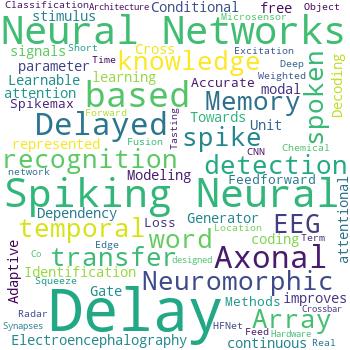 Classification Architecture Microsensor Object
stimulus Short Conditional free
Neural Networks
signals Time Cross Excitation
parameter knowledge Deep Weighted
Learnable learning Accurate modal
attention based Memory spoken Decoding
Spikemax Forward Towards
Delayed Tasting spike Unit
represented Fusion CNN Chemical
recognition detection
network Modeling Feedforward
Spiking Neural
Dependency Loss Generator Location
temporal word coding EEG attentional
Adaptive Edge Co designed Term
transfer Axonal
Identification Squeeze Neuromorphic
Gate Methods improves
Delay Array
Synapses Radar HFNet Feed Crossbar
Hardware
Electroencephalography continuous Real